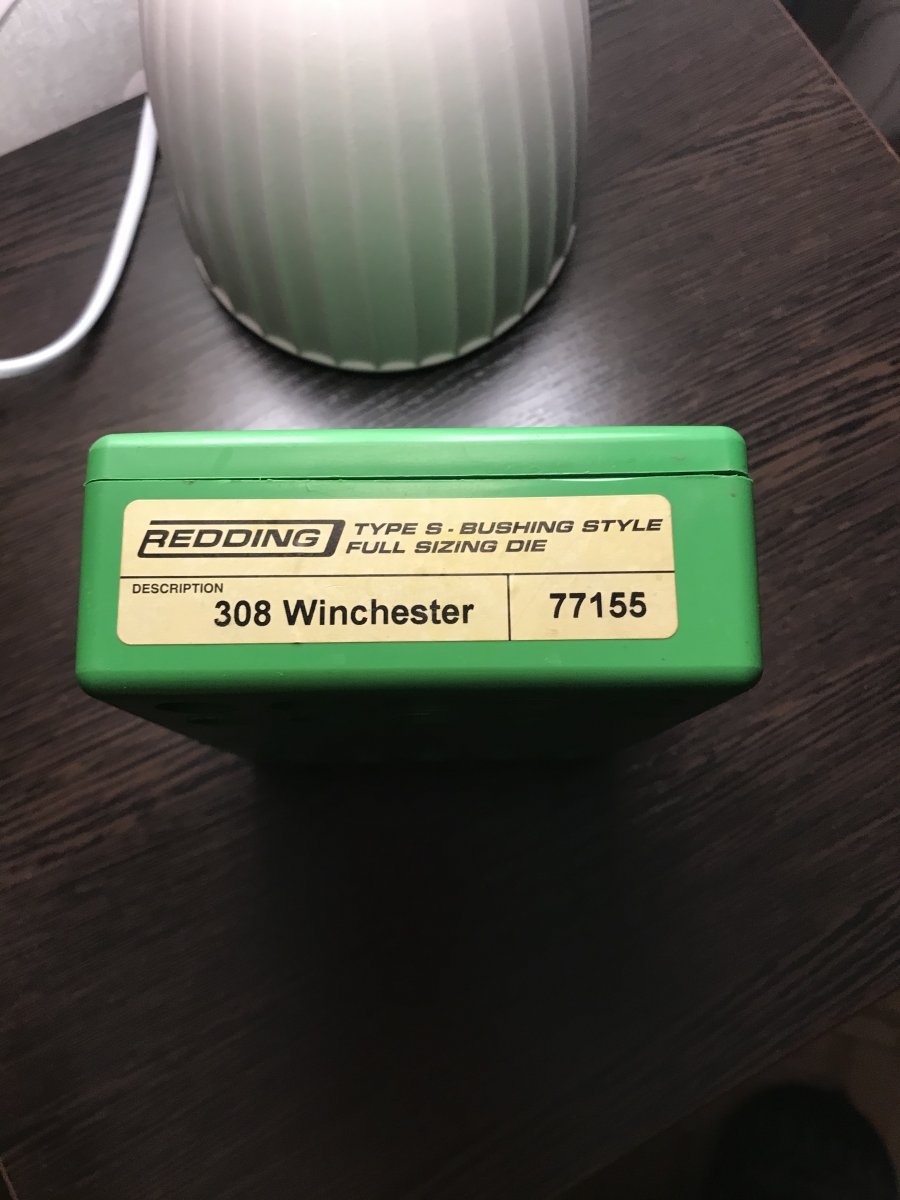 REDDING TYPE S - BUSHING STYLE
FULL SIZING DIE
DESCRIPTION
308 Winchester 77155